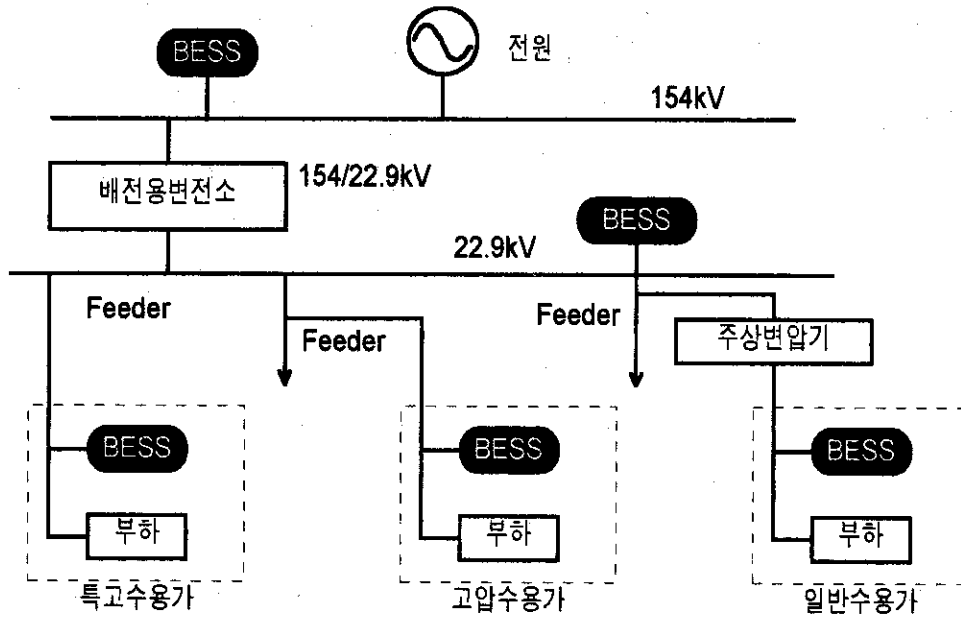 BESS
전원
154kV
배전용변전소
154/22.9kV
BESS
22.9kV
Feeder
Feeder
Feeder
주상변압기
BESS
BESS
BESS
부하
부하
부하
특고수용가
고압수용가
일반수용가